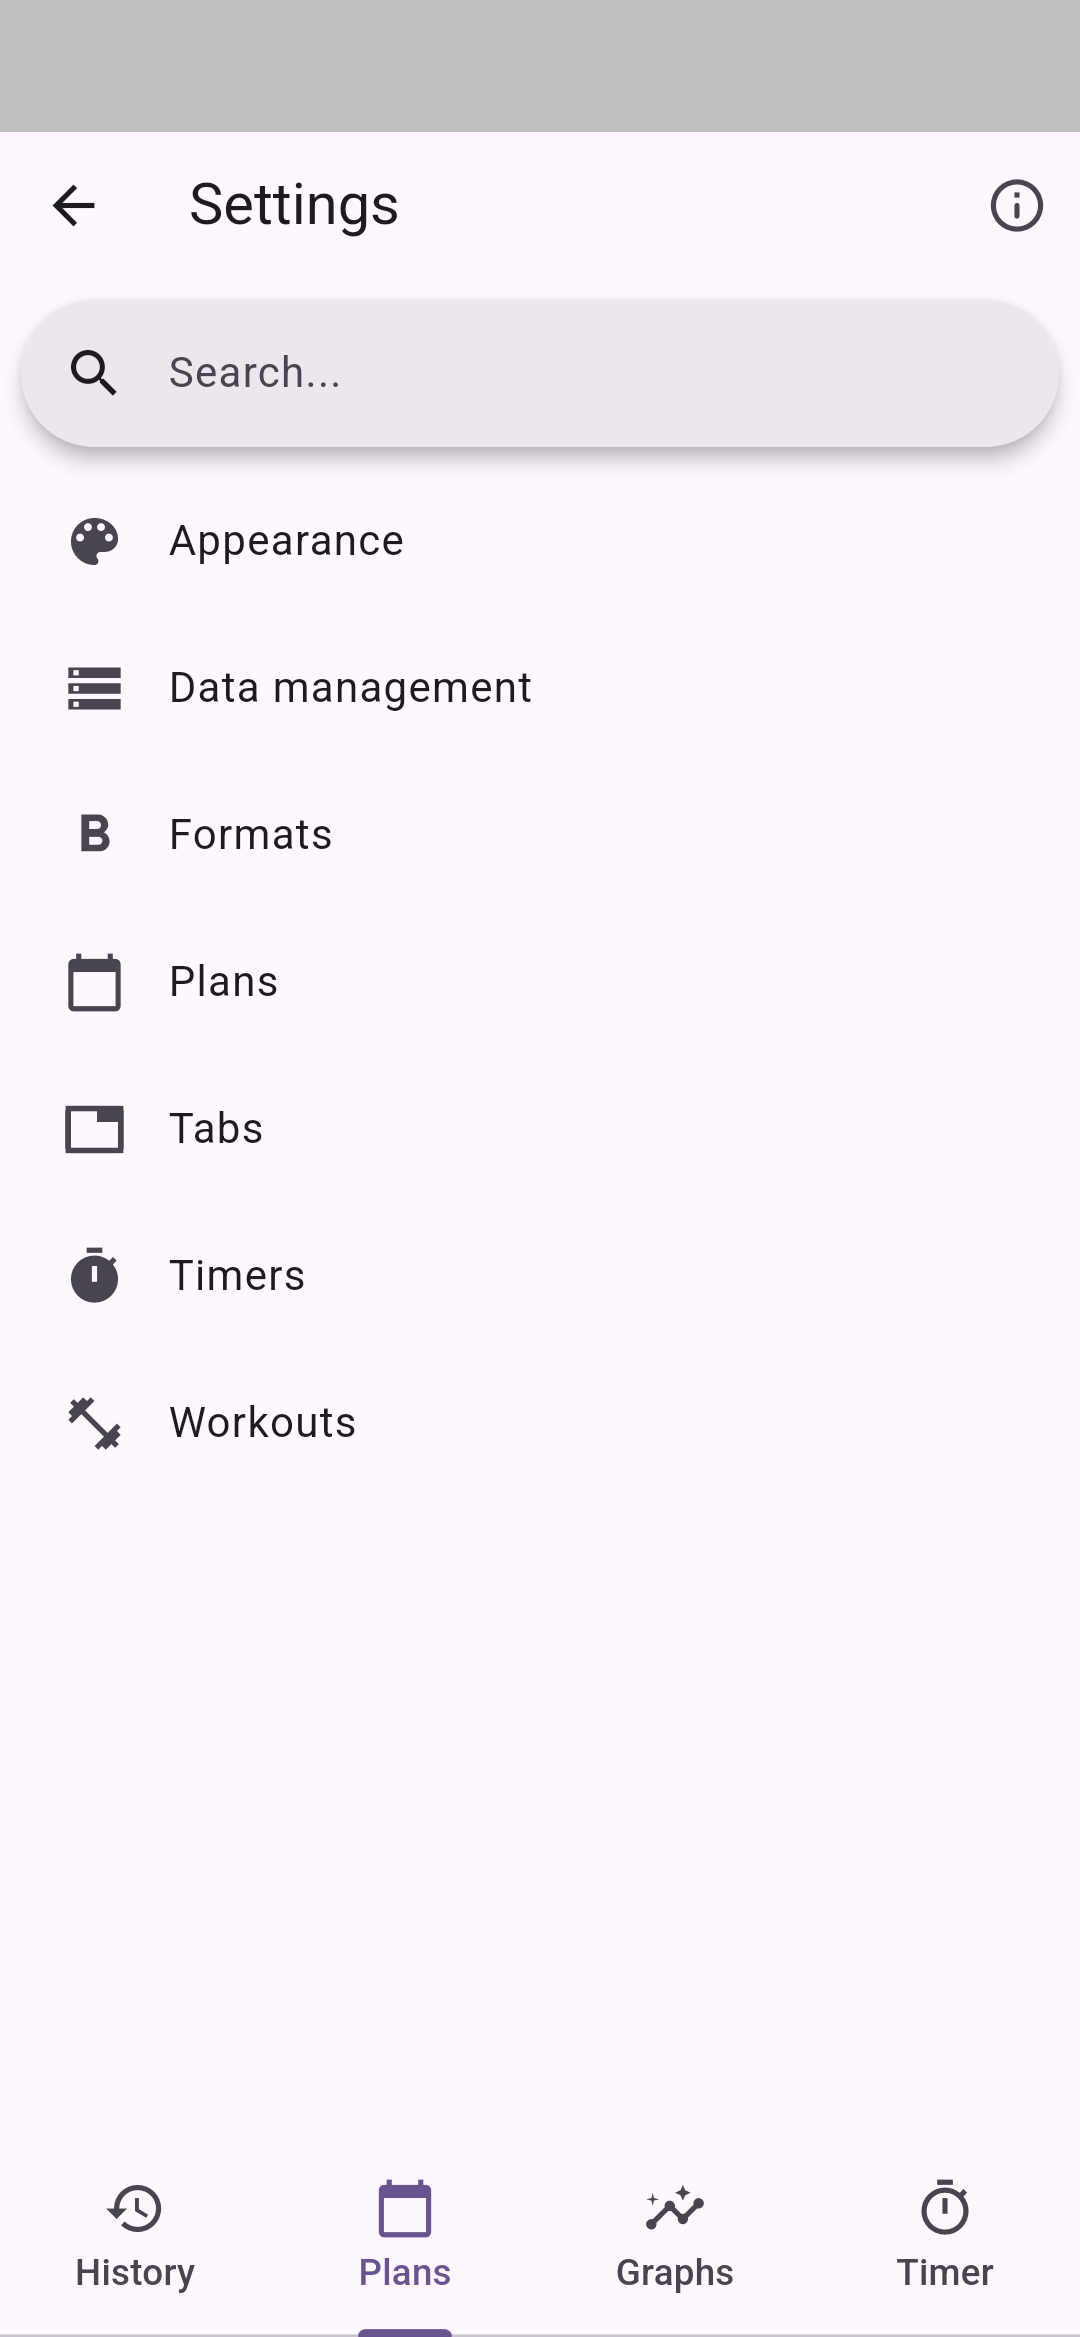 Settings
Search...
Appearance
Data management
Formats
Plans
Tabs
Timers
Workouts
History
Plans
Graphs
Timer